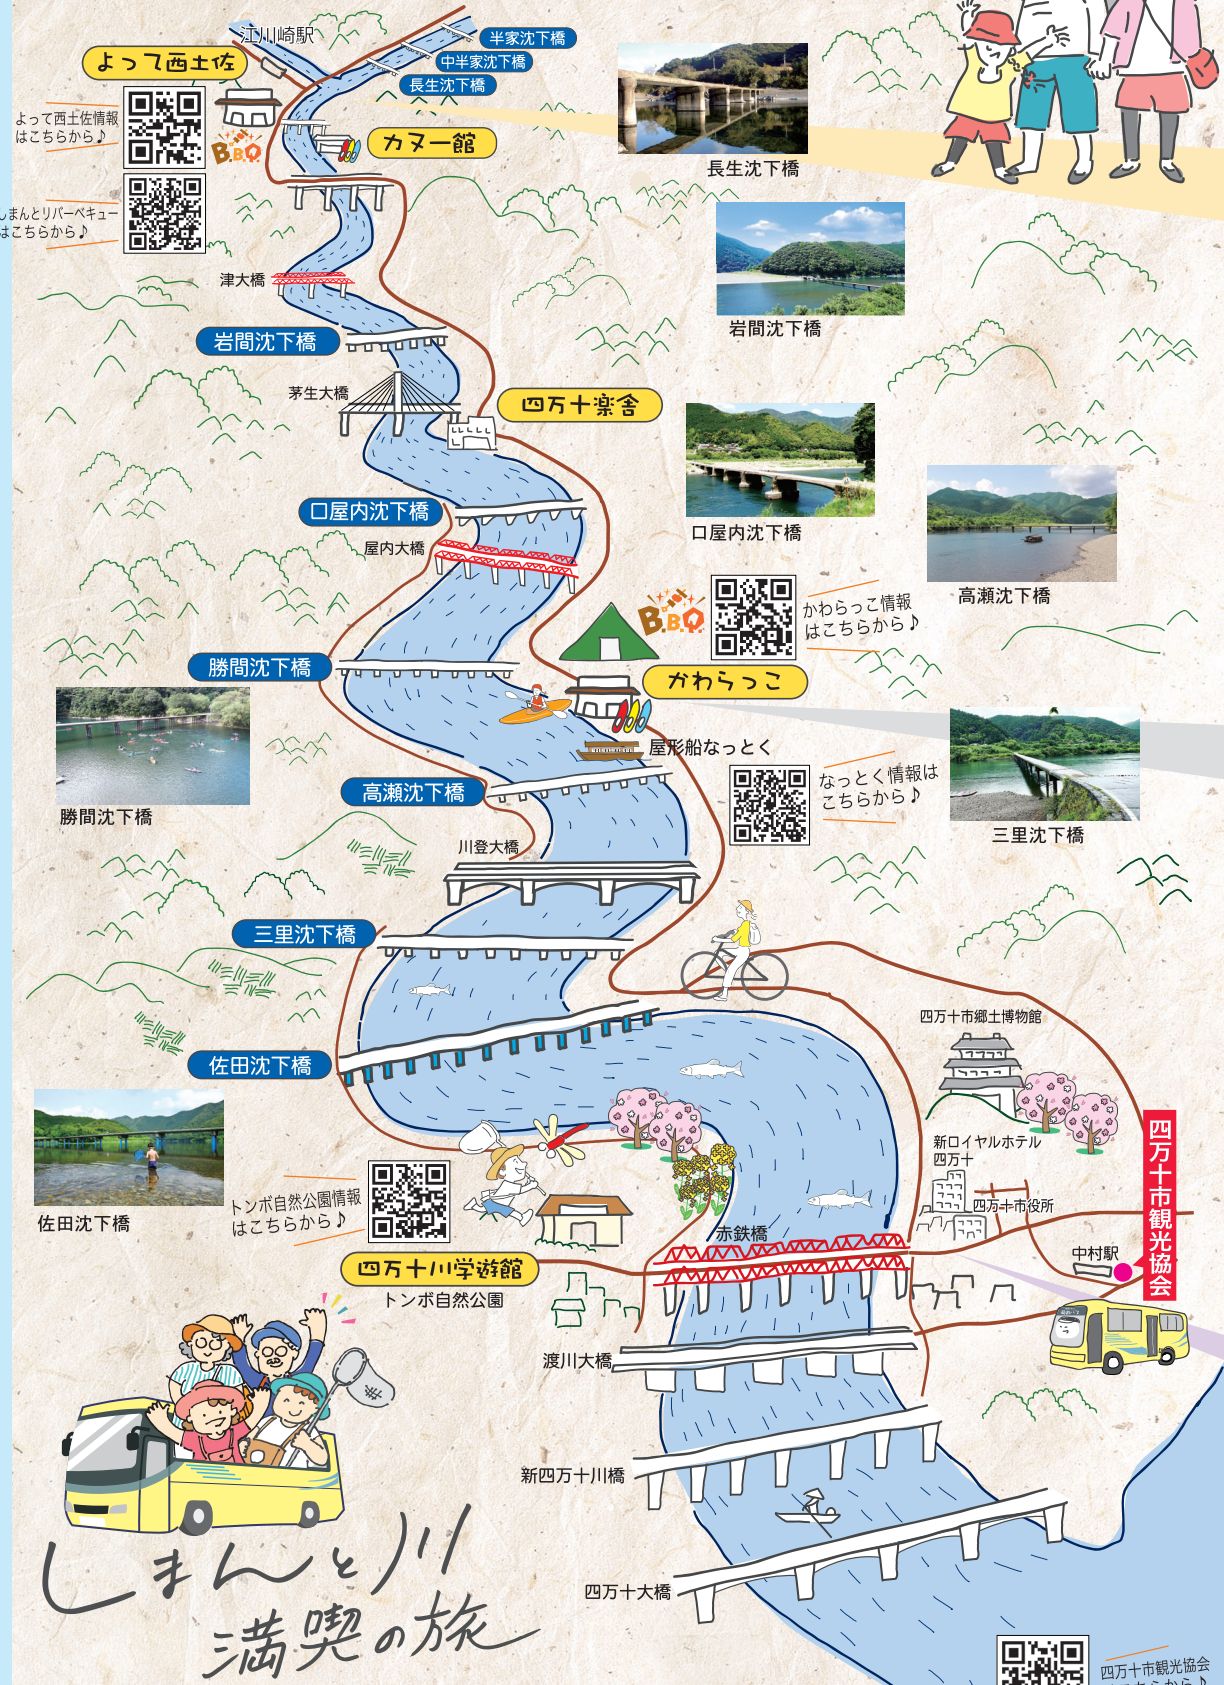 江川崎駅
半家沈下橋
中半家沈下橋
長生沈下橋
よって西土佐
よって西土佐情報
はこちらから♪
B.B.Q
カヌー館
長生沈下橋
しまんとリバーベキュー
はこちらから♪
津大橋
岩間沈下橋
岩間沈下橋
茅生大橋
四万十楽舎
口屋内沈下橋
口屋内沈下橋
屋内大橋
高瀬沈下橋
B.B.Q
かわらっこ情報
はこちらから♪
勝間沈下橋
かわらっこ
屋形船なっとく
なっとく情報は
こちらから♪
高瀬沈下橋
勝間沈下橋
三里沈下橋
川登大橋
三里沈下橋
四万十市郷土博物館
佐田沈下橋
新ロイヤルホテル
四万十
四万十市観光協会
トンボ自然公園情報
はこちらから♪
佐田沈下橋
四万十市役所
赤鉄橋
中村駅
四万十川学遊館
トンボ自然公園
渡川大橋
新四万十川橋
しまんと川
満喫の旅
四万十大橋
四万十市観光協会
はこちらから♪